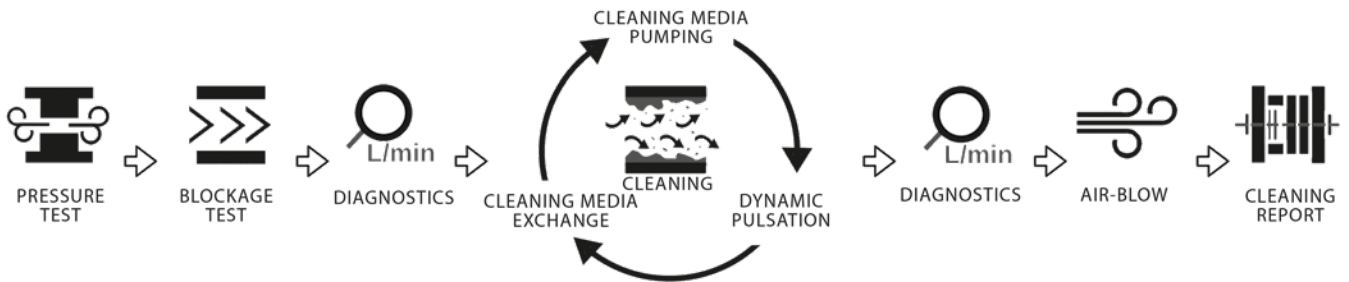 PRESSURE
TEST
BLOCKAGE
TEST
L/min
DIAGNOSTICS
CLEANING MEDIA
PUMPING
CLEANING
CLEANING MEDIA
EXCHANGE
DYNAMIC
PULSATION
L/min
DIAGNOSTICS
AIR-BLOW
CLEANING
REPORT